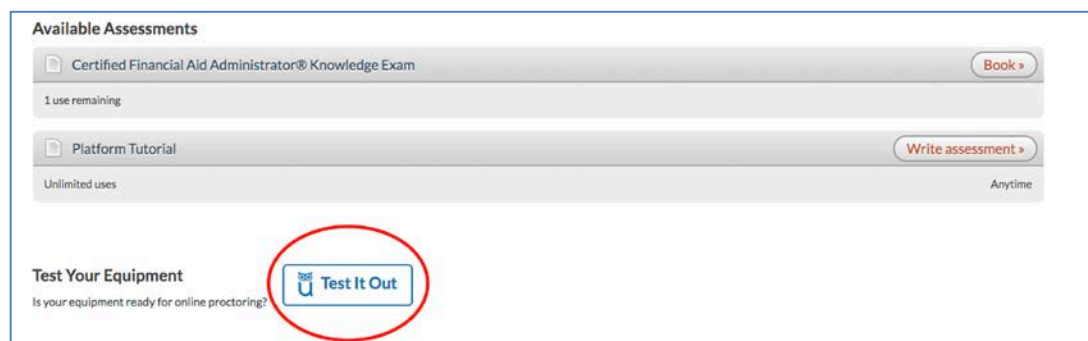 Available Assessments
Certified Financial Aid Administrator® Knowledge Exam
Book »
1 use remaining
Platform Tutorial
Write assessment »
Unlimited uses
Anytime
Test Your Equipment
Is your equipment ready for online proctoring?
Test It Out